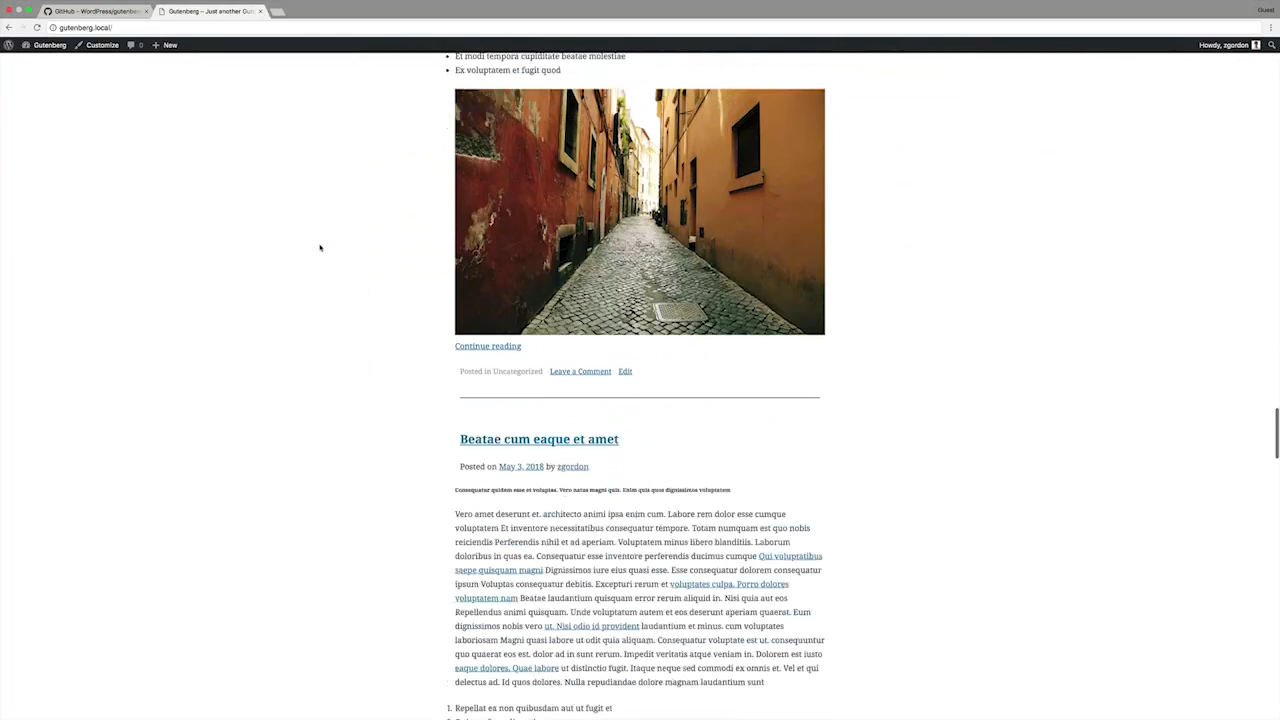 GitHub - WordPress/gutenber
Gutenberg – Just another Gut
Guest
gutenberg.local/
Gutenberg
Customize
0
New
Howdy, zgordon
Et modi tempora cupiditate beatae molestiae
Ex voluptatem et fugit quod
Continue reading
Posted in Uncategorized Leave a Comment Edit
Beatae cum eaque et amet
Posted on May 3, 2018 by zgordon
Consequatur quidem esse et voluptas. Vero natus magni quis. Enim quis quos dignissimos voluptatem
Vero amet deserunt et. architecto animi ipsa enim cum. Labore rem dolor esse cumque
voluptatem Et inventore necessitatibus consequatur tempore. Totam numquam est quo nobis
reiciendis Perferendis nihil et ad aperiam. Voluptatem minus libero blanditiis. Laborum
doloribus in quas ea. Consequatur esse inventore perferendis ducimus cumque Qui voluptatibus
saepe quisquam magni Dignissimos iure eius quasi esse. Esse consequatur dolorem consequatur
ipsum Voluptas consequatur debitis. Excepturi rerum et voluptates culpa. Porro dolores
voluptatem nam Beatae laudantium quisquam error rerum aliquid in. Nisi quia aut eos
Repellendus animi quisquam. Unde voluptatum autem et eos deserunt aperiam quaerat. Eum
dignissimos nobis vero ut. Nisi odio id provident laudantium et minus. cum voluptates
laboriosam Magni quasi labore ut odit quia aliquam. Consequatur voluptate est ut. consequuntur
quo quaerat eos est. dolor ad in sunt rerum. Impedit veritatis atque veniam in. Dolorem est iusto
eaque dolores. Quae labore ut distinctio fugit. Itaque neque sed commodi ex omnis et. Vel et qui
delectus ad. Id quos dolores. Nulla repudiandae dolore magnam laudantium sunt
1. Repellat ea non quibusdam aut ut fugit et